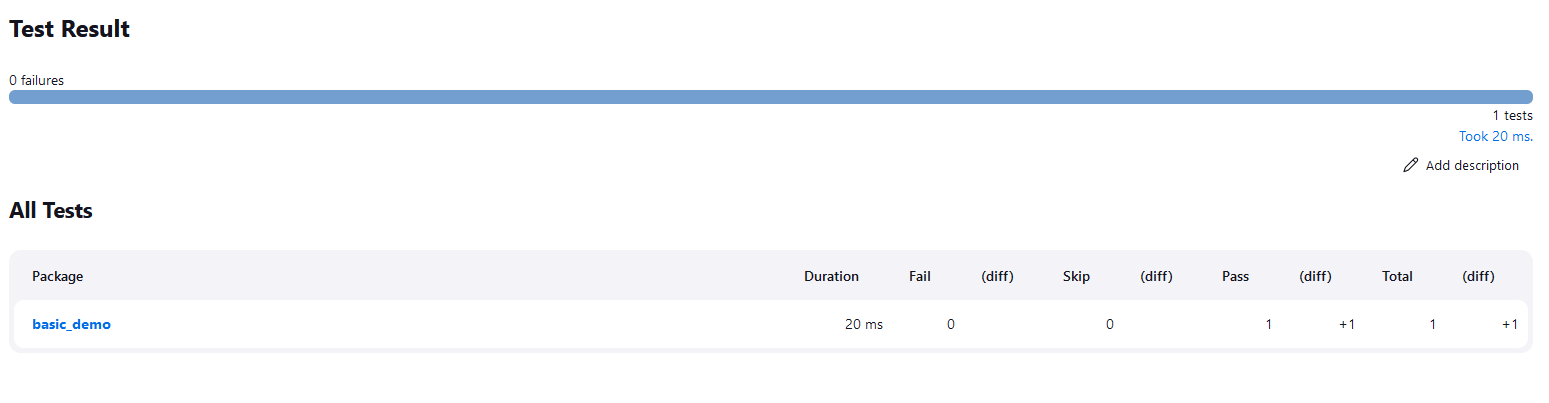 Test Result
0 failures
1 tests
Took 20 ms.
Add description
All Tests
Package Duration Fail (diff) Skip (diff) Pass (diff) Total (diff)
basic_demo 20 ms 0 0 1 +1 1 +1